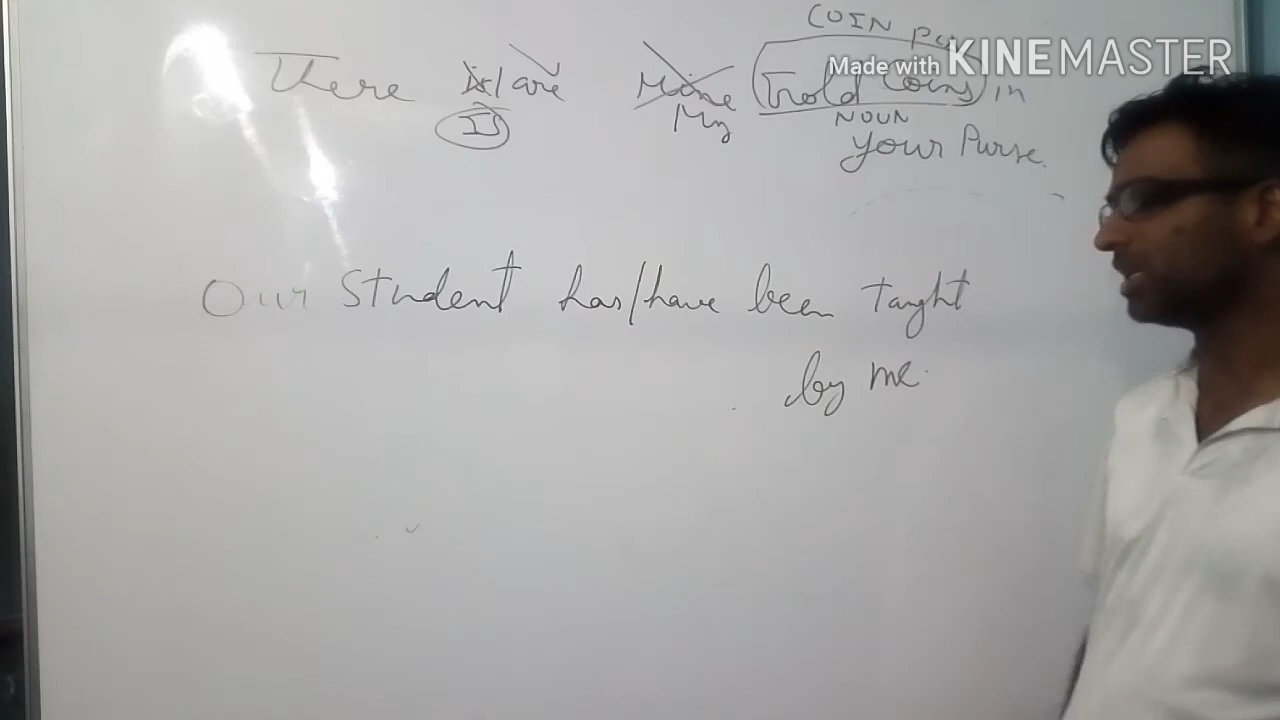 COIN
There is/are Mine Gold Coins in
Is My NOUN
your Purse.
Our Student has/have been taught
by me.
Made with KINEMASTER